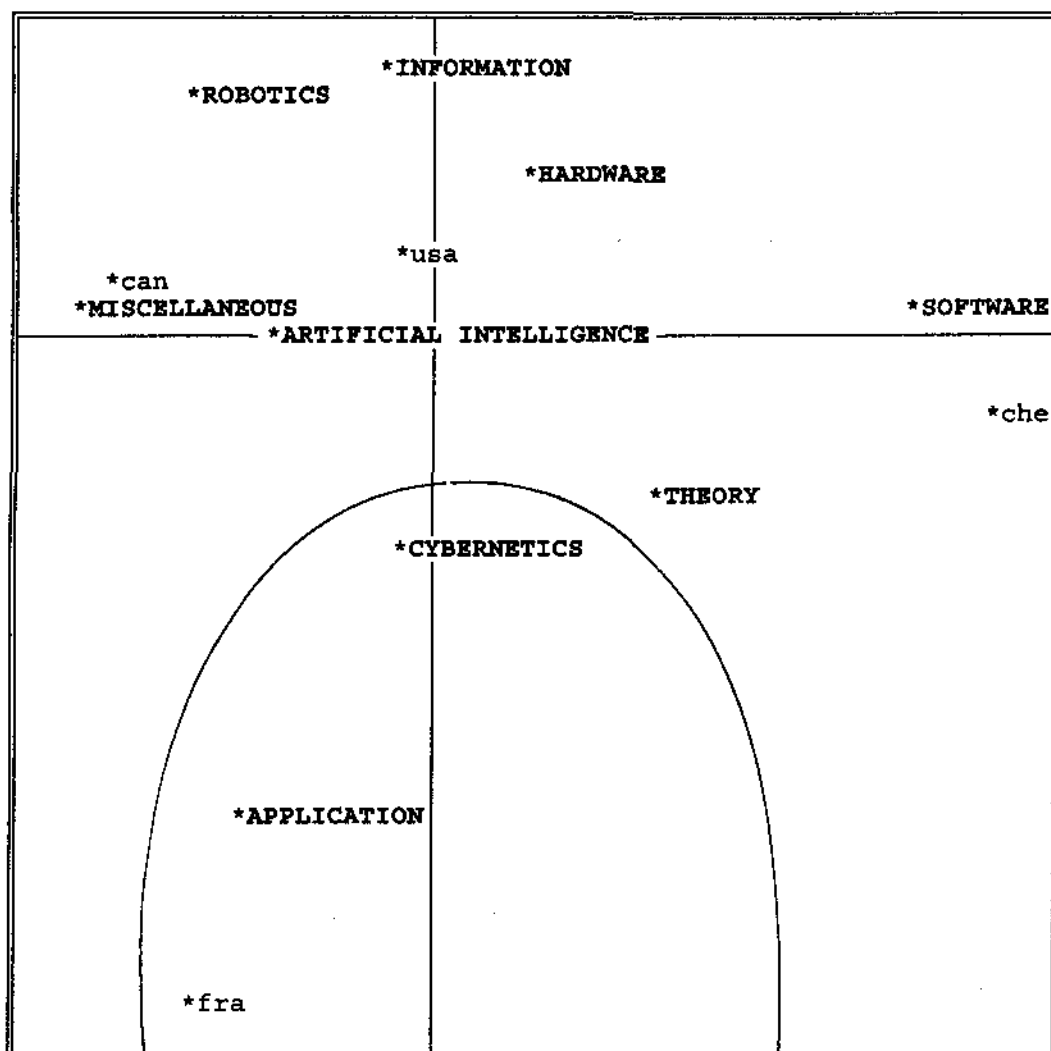 *INFORMATION
*ROBOTICS
*HARDWARE
*usa
*can
*MISCELLANEOUS
*SOFTWARE
*ARTIFICIAL INTELLIGENCE
*che
*THEORY
*CYBERNETICS
*APPLICATION
*fra